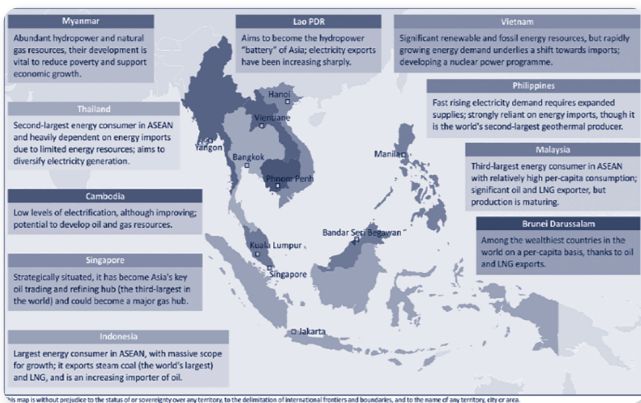 Myanmar
Abundant hydropower and natural
gas resources, their development is
vital to reduce poverty and support
economic growth.
Lao PDR
Aims to become the hydropower
"battery" of Asia; electricity exports
have been increasing sharply.
Vietnam
Significant renewable and fossil energy resources, but rapidly
growing energy demand underlies a shift towards imports;
developing a nuclear power programme.
Thailand
Second-largest energy consumer in ASEAN
and heavily dependent on energy imports
due to limited energy resources; aims to
diversify electricity generation.
Philippines
Fast rising electricity demand requires expanded
supplies; strongly reliant on energy imports, though it
is the world's second-largest geothermal producer.
Malaysia
Third-largest energy consumer in ASEAN
with relatively high per-capita consumption;
significant oil and LNG exporter, but
production is maturing.
Cambodia
Low levels of electrification, although improving;
potential to develop oil and gas resources.
Brunei Darussalam
Among the wealthiest countries in the
world on a per-capita basis, thanks to oil
and LNG exports.
Singapore
Strategically situated, it has become Asia's key
oil trading and refining hub (the third-largest in
the world) and could become a major gas hub.
Indonesia
Largest energy consumer in ASEAN, with massive scope
for growth; it exports steam coal (the world's largest)
and LNG, and is an increasing importer of oil.
Hanoi
Vientiane
Yangon
Bangkok
Manila
Phnom Penh
Bandar Seri Begawan
Kuala Lumpur
Singapore
Jakarta
This map is without prejudice to the status of or sovereignty over any territory, to the delimitation of international frontiers and boundaries, and to the name of any territory, city or area.